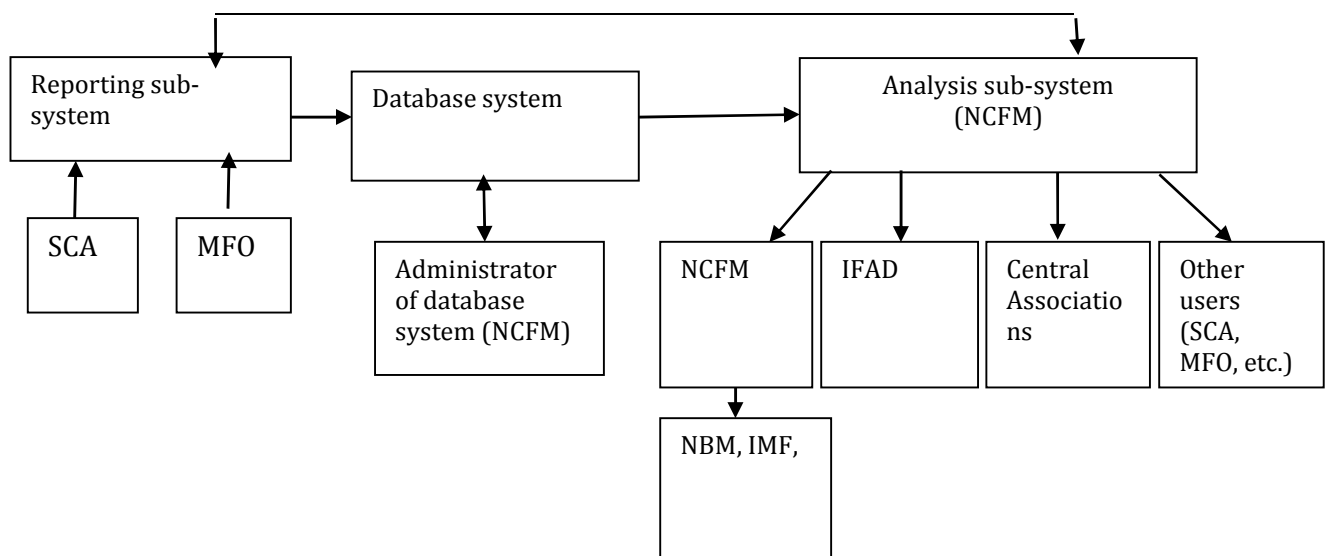 Reporting sub-
system
Database system
Analysis sub-system
(NCFM)
SCA
MFO
Administrator
of database
system (NCFM)
NCFM
IFAD
Central
Associatio
ns
Other
users
(SCA,
MFO, etc.)
NBM, IMF,